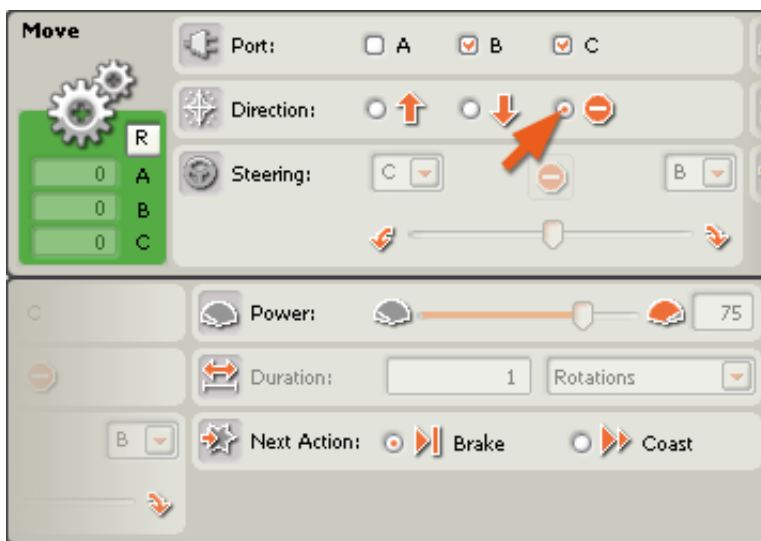 Move
Port: A B C
Direction:
R
0 A
Steering: C B
0 B
0 C
C
Power: 75
Duration: 1 Rotations
B
Next Action: Brake Coast